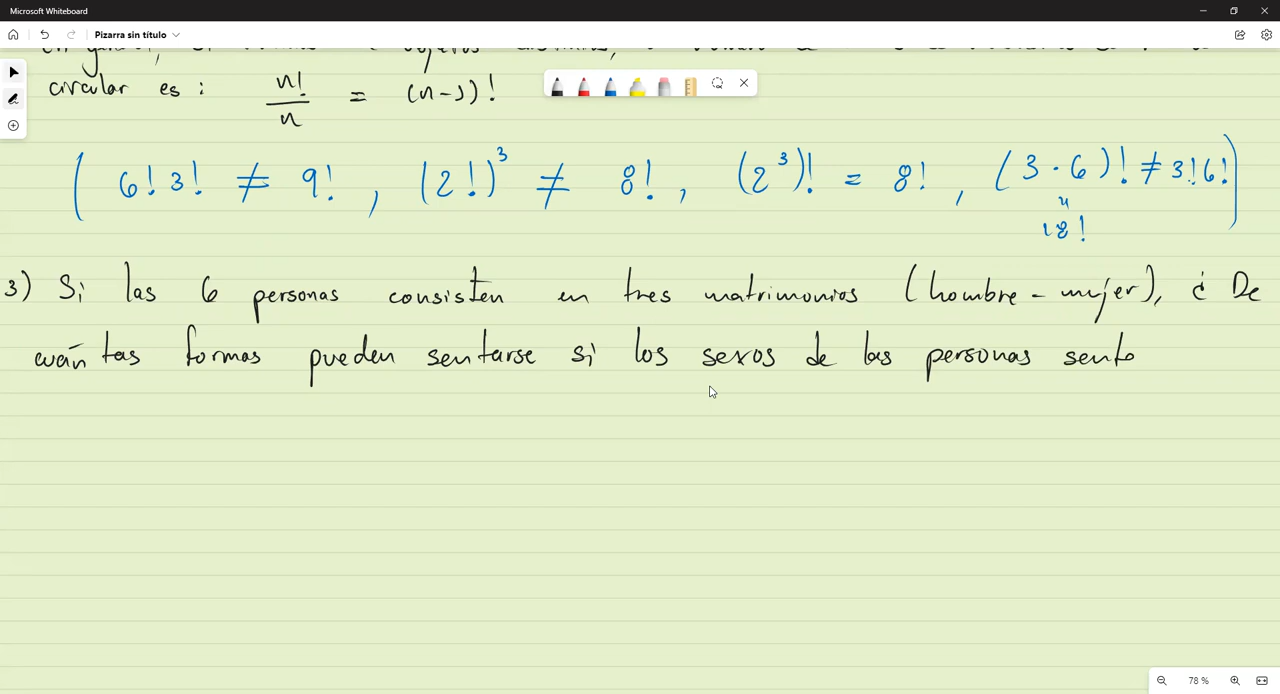 Microsoft Whiteboard
Pizarra sin título
circular es : n!/n = (n-1)!
( 6! 3! ≠ 9! , (2!)^3 ≠ 8! , (2^3)! = 8! , (3 · 6)! ≠ 3! 6! )
18!
3) Si las 6 personas consisten en tres matrimonios (hombre - mujer), ¿ De
cuántas formas pueden sentarse si los sexos de las personas senta
78 %